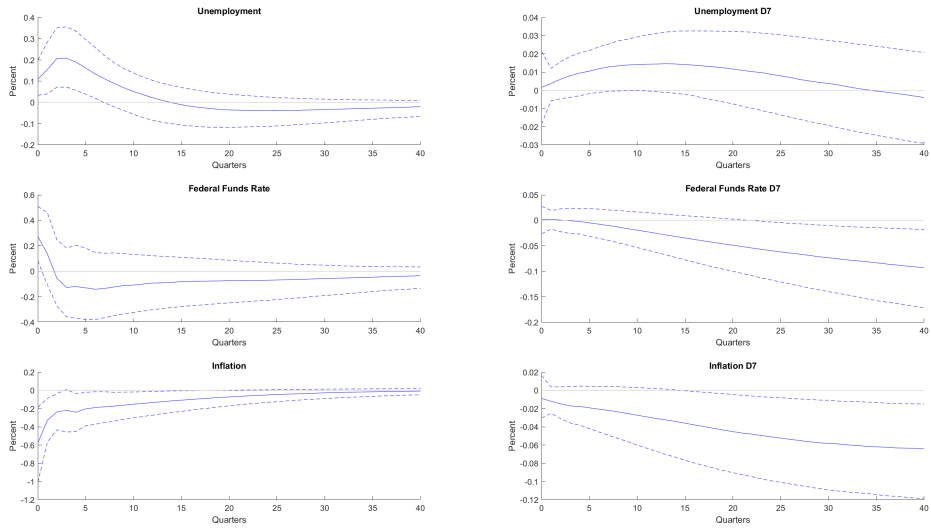 Unemployment
0.4
0.3
0.2
0.1
0
-0.1
-0.2
Percent
0 5 10 15 20 25 30 35 40
Quarters
Unemployment D7
0.04
0.03
0.02
0.01
0
-0.01
-0.02
-0.03
Percent
0 5 10 15 20 25 30 35 40
Quarters
Federal Funds Rate
0.6
0.4
0.2
0
-0.2
-0.4
Percent
0 5 10 15 20 25 30 35 40
Quarters
Federal Funds Rate D7
0.05
0
-0.05
-0.1
-0.15
-0.2
Percent
0 5 10 15 20 25 30 35 40
Quarters
Inflation
0.2
0
-0.2
-0.4
-0.6
-0.8
-1
-1.2
Percent
0 5 10 15 20 25 30 35 40
Quarters
Inflation D7
0.02
0
-0.02
-0.04
-0.06
-0.08
-0.1
-0.12
Percent
0 5 10 15 20 25 30 35 40
Quarters